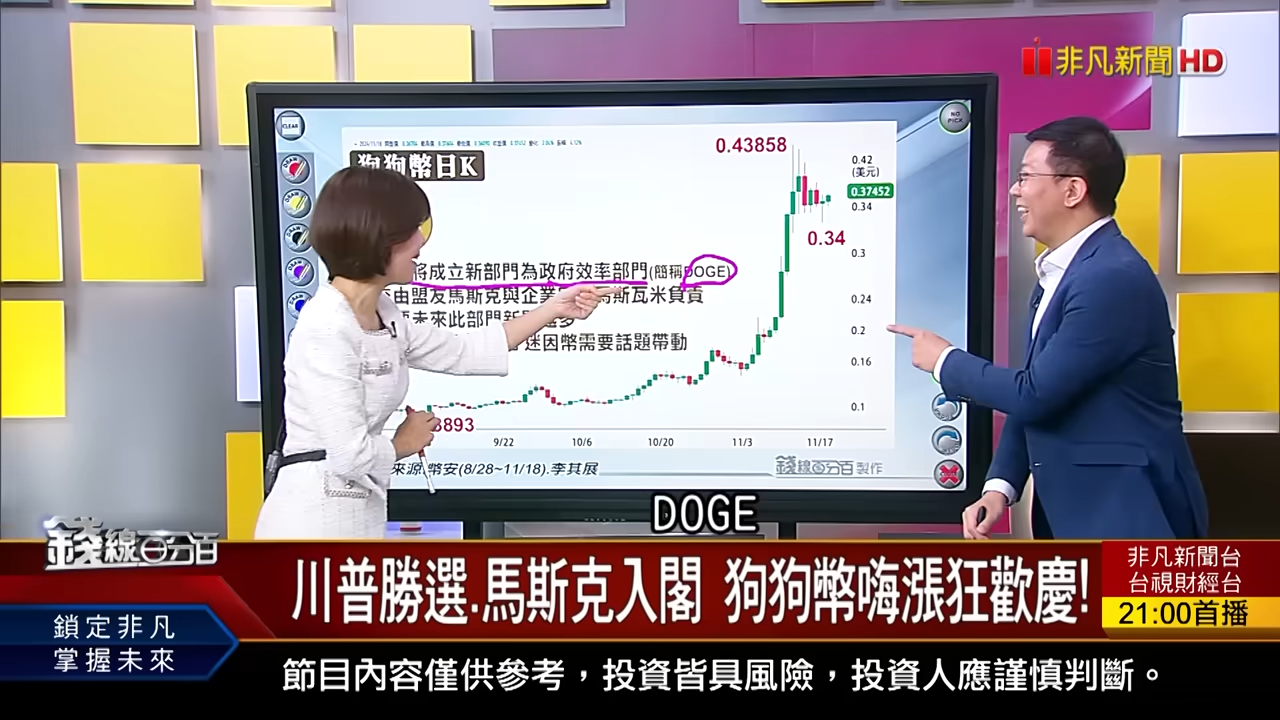 非凡新聞HD
CLEAR
NO PICK
狗狗幣日K
0.43858
0.42
(美元)
0.37452
0.34
0.34
0.3
0.24
0.2
0.16
0.1
將成立新部門為政府效率部門(簡稱DOGE)
由盟友馬斯克與企業
馬斯瓦米負責
未來此部門新
迷因幣需要話題帶動
893
9/22
10/6
10/20
11/3
11/17
來源.幣安(8/28~11/18).李其展
錢線百分百 製作
DOGE
錢線百分百
川普勝選.馬斯克入閣 狗狗幣嗨漲狂歡慶!
非凡新聞台
台視財經台
21:00首播
鎖定非凡
掌握未來
節目內容僅供參考，投資皆具風險，投資人應謹慎判斷。